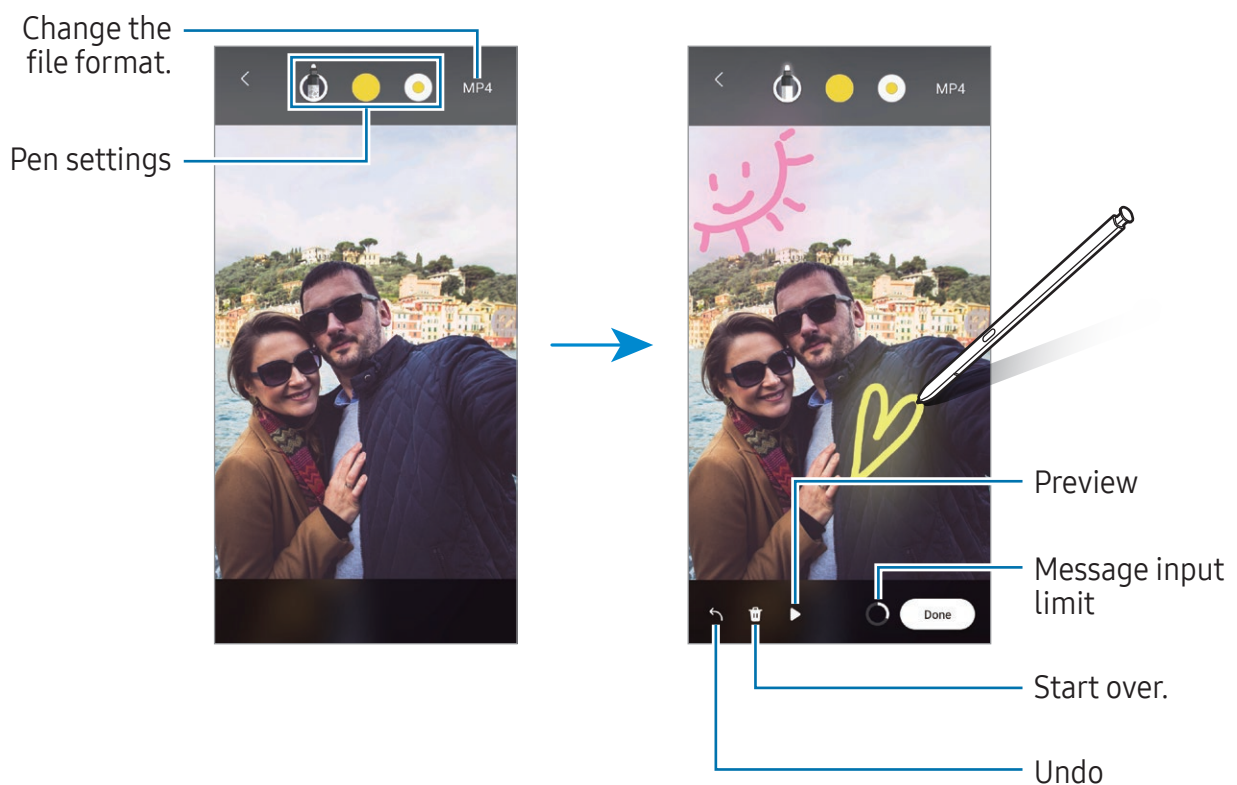 Change the
file format.
MP4
MP4
Pen settings
Preview
Message input
limit
Done
Start over.
Undo